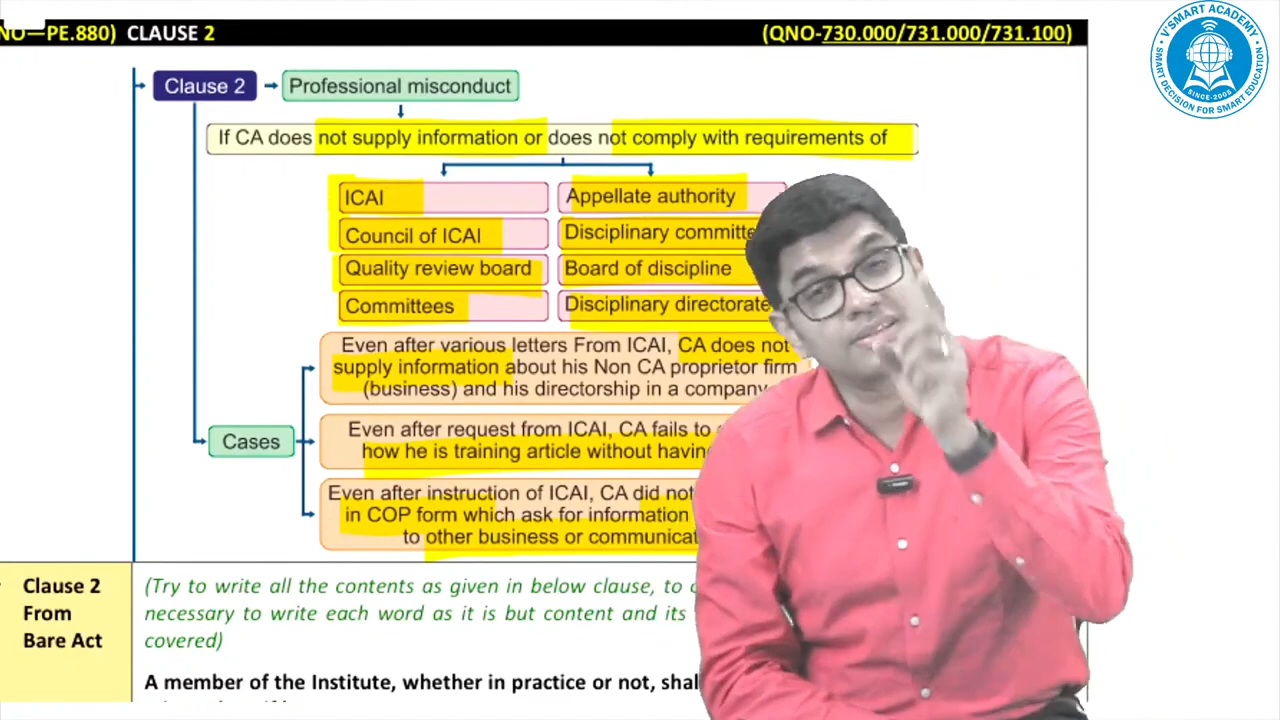 NO—PE.880) CLAUSE 2
(QNO-730.000/731.000/731.100)
V'SMART ACADEMY
SMART DECISION FOR SMART EDUCATION
SINCE-2005
Clause 2
Professional misconduct
If CA does not supply information or does not comply with requirements of
ICAI
Appellate authority
Council of ICAI
Disciplinary committe
Quality review board
Board of discipline
Committees
Disciplinary directorate
Cases
Even after various letters From ICAI, CA does not
supply information about his Non CA proprietor firm
(business) and his directorship in a company
Even after request from ICAI, CA fails to
how he is training article without having
Even after instruction of ICAI, CA did not
in COP form which ask for information
to other business or communicat
Clause 2
From
Bare Act
(Try to write all the contents as given in below clause, to
necessary to write each word as it is but content and its
covered)
A member of the Institute, whether in practice or not, shal